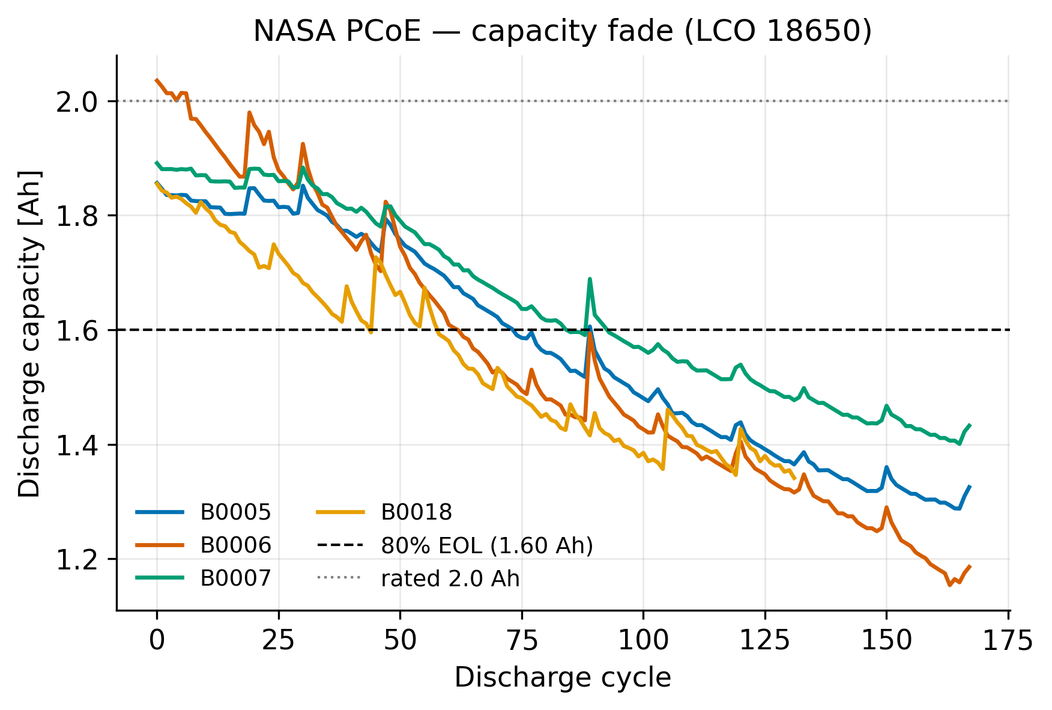 NASA PCoE — capacity fade (LCO 18650)
Discharge capacity [Ah]
2.0
1.8
1.6
1.4
1.2
B0005
B0006
B0007
B0018
80% EOL (1.60 Ah)
rated 2.0 Ah
0 25 50 75 100 125 150 175
Discharge cycle